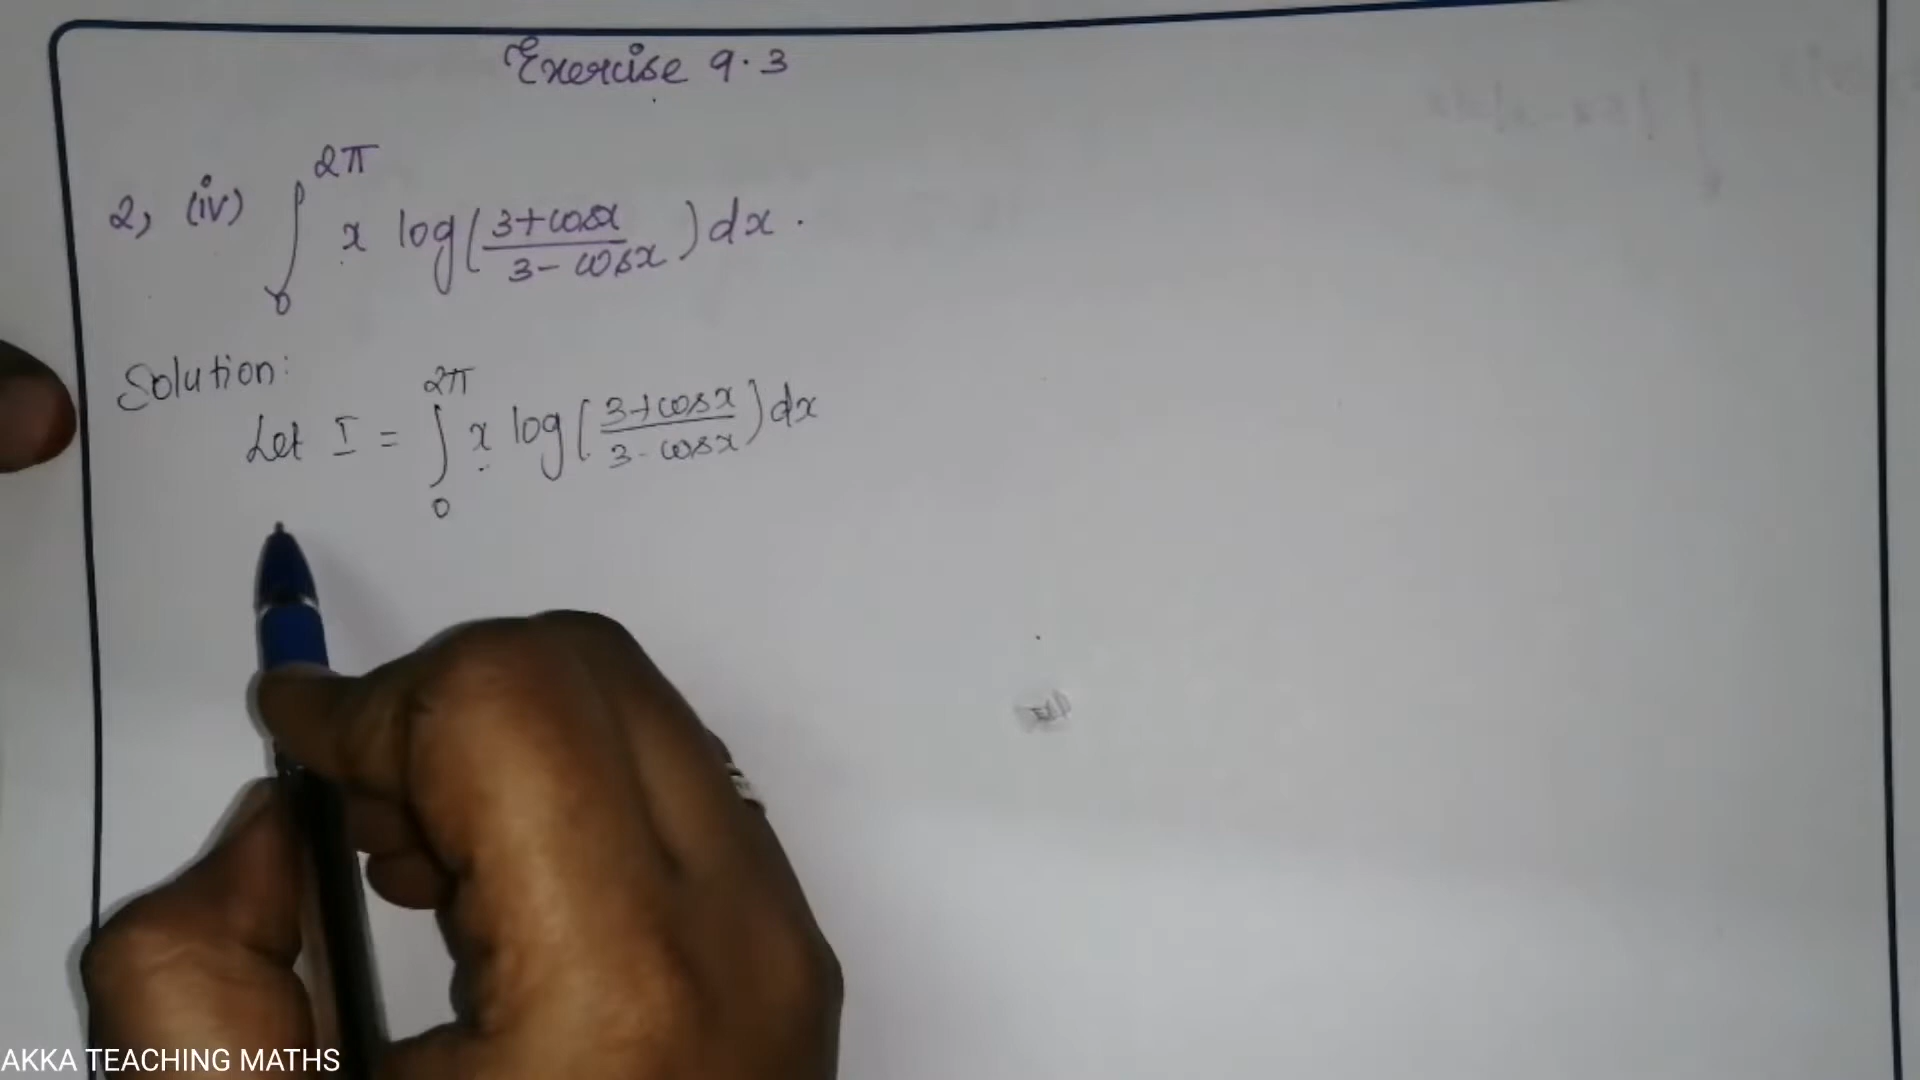 Exercise 9.3
2, (iv) ∫₀^2π x log(3+cosx / 3-cosx) dx.
Solution:
Let I = ∫₀^2π x log(3+cosx / 3-cosx) dx
AKKA TEACHING MATHS